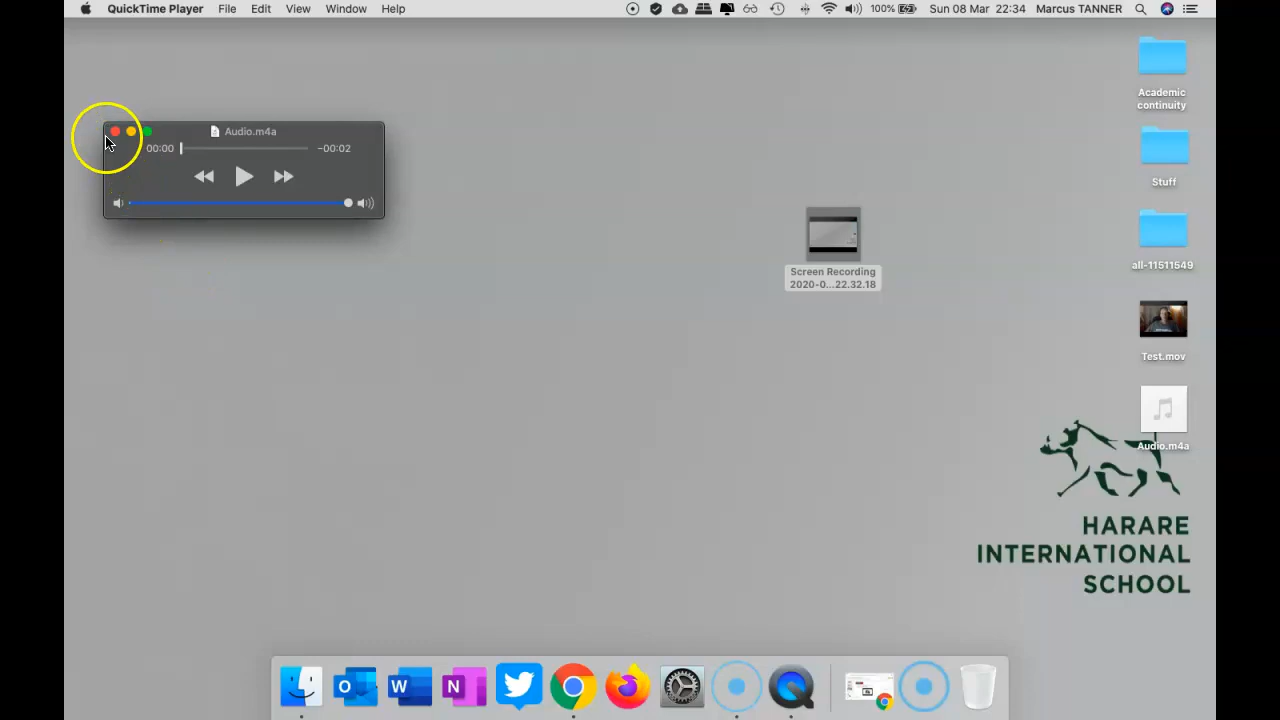 QuickTime Player File Edit View Window Help 100% Sun 08 Mar 22:34 Marcus TANNER
Academic
continuity
Audio.m4a
00:00 -00:02
Stuff
all-11511549
Screen Recording
2020-0...22.32.18
Test.mov
Audio.m4a
HARARE
INTERNATIONAL
SCHOOL
O W N